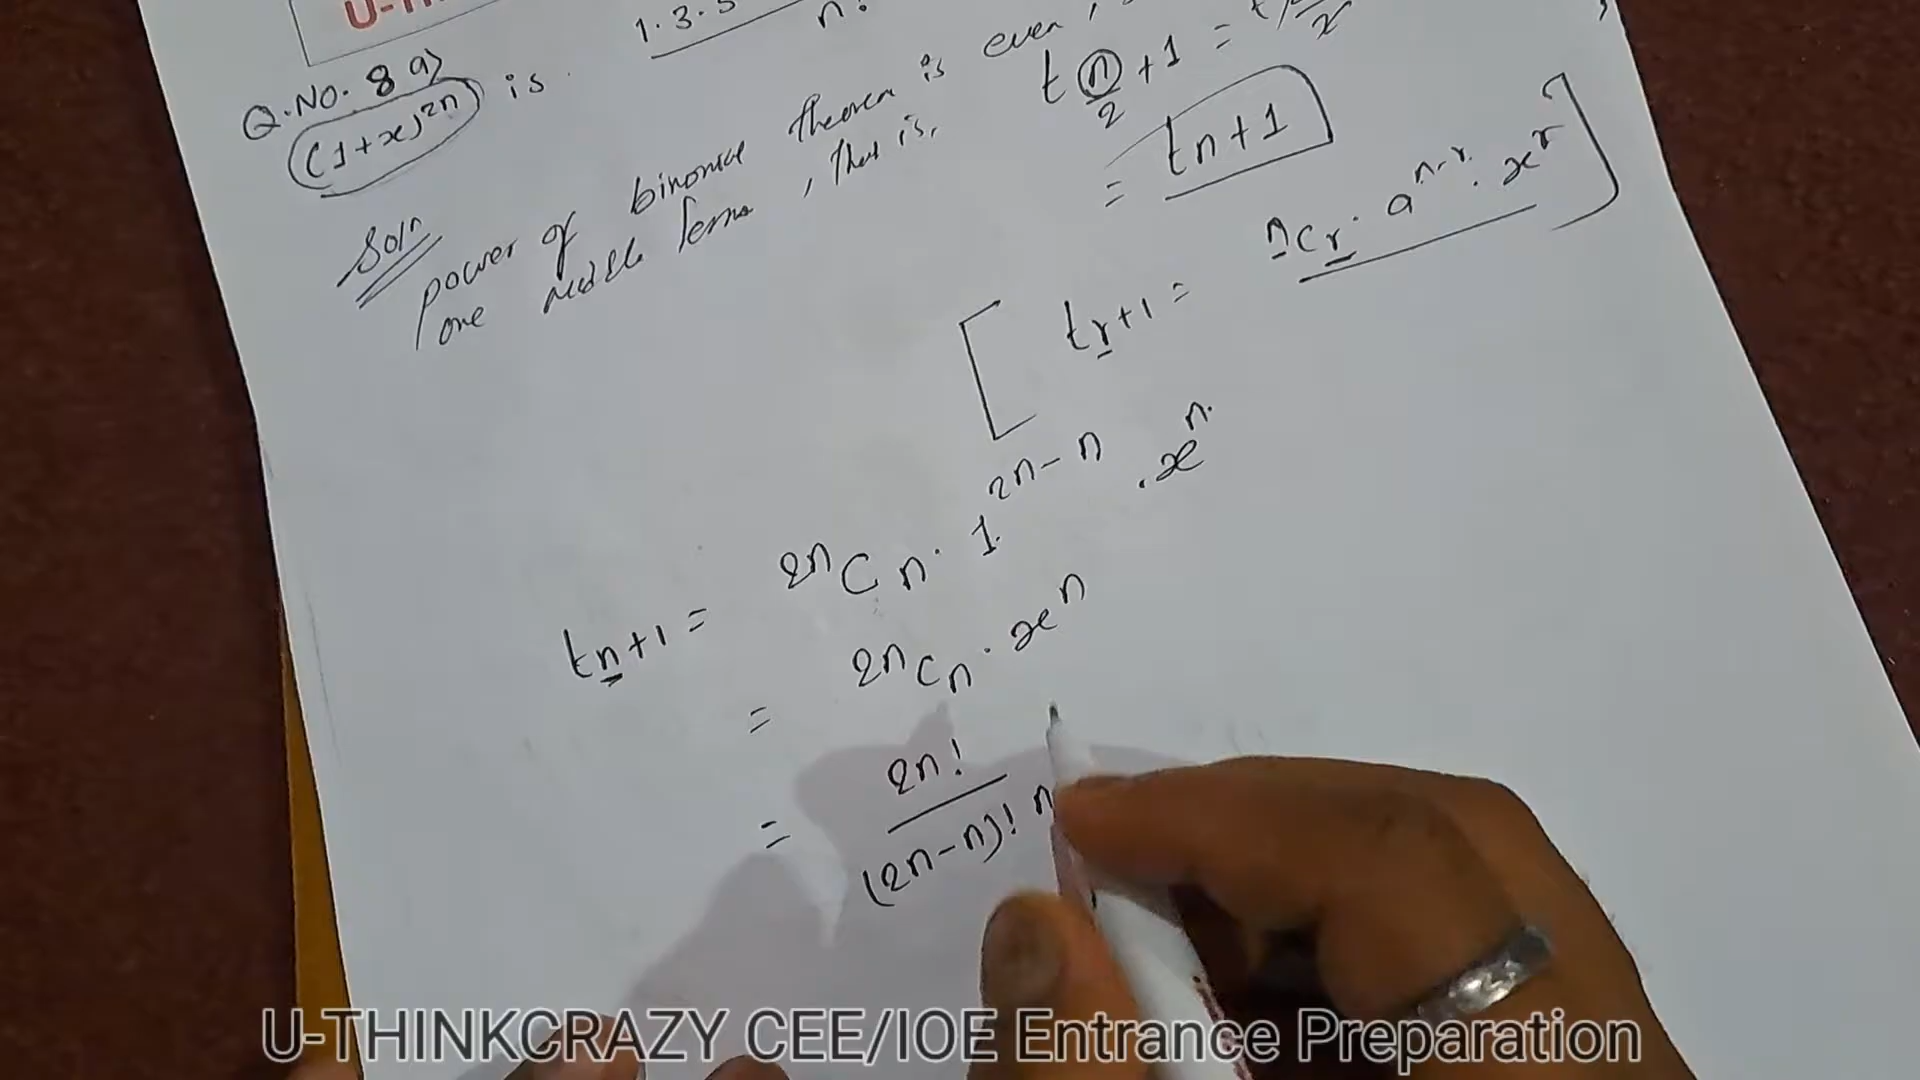 U-TH
1.3.5
n!
Q.NO. 8 a)
(1+x)^2n is
Soln
power of binomial theorem is even,
one middle term, that is,
t n/2 + 1 =
= tn+1
[ tr+1 = nCr . a^n-r . x^r ]
tn+1 = 2nCn . 1^2n-n . x^n
= 2nCn . x^n
= 2n! / (2n-n)! n
U-THINKCRAZY CEE/IOE Entrance Preparation